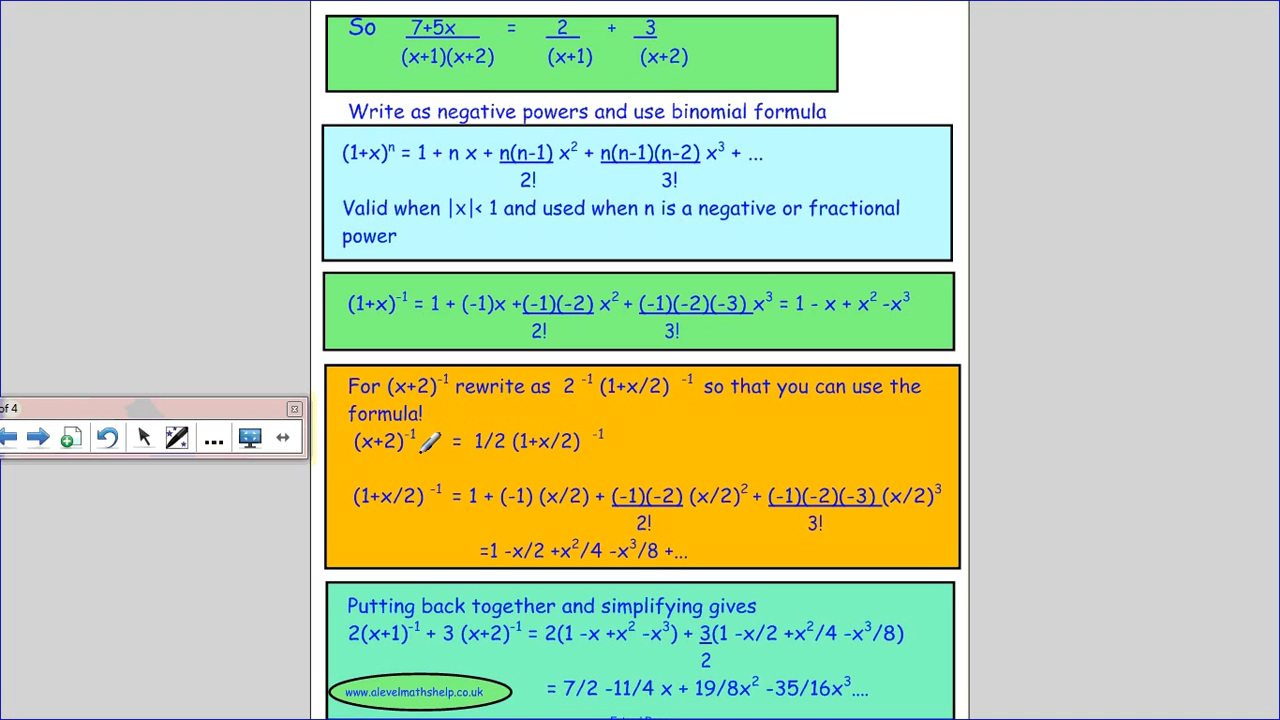 So 7+5x = 2 + 3
(x+1)(x+2) (x+1) (x+2)
Write as negative powers and use binomial formula
(1+x)ⁿ = 1 + n x + n(n-1) x² + n(n-1)(n-2) x³ + ...
2! 3!
Valid when |x|< 1 and used when n is a negative or fractional
power
(1+x)⁻¹ = 1 + (-1)x +(-1)(-2) x² + (-1)(-2)(-3) x³ = 1 - x + x² -x³
2! 3!
For (x+2)⁻¹ rewrite as 2 ⁻¹ (1+x/2) ⁻¹ so that you can use the
formula!
(x+2)⁻¹ = 1/2 (1+x/2) ⁻¹
of 4
(1+x/2) ⁻¹ = 1 + (-1) (x/2) + (-1)(-2) (x/2)² + (-1)(-2)(-3) (x/2)³
2! 3!
=1 -x/2 +x²/4 -x³/8 +...
Putting back together and simplifying gives
2(x+1)⁻¹ + 3 (x+2)⁻¹ = 2(1 -x +x² -x³) + 3(1 -x/2 +x²/4 -x³/8)
2
www.alevelmathshelp.co.uk = 7/2 -11/4 x + 19/8x² -35/16x³....